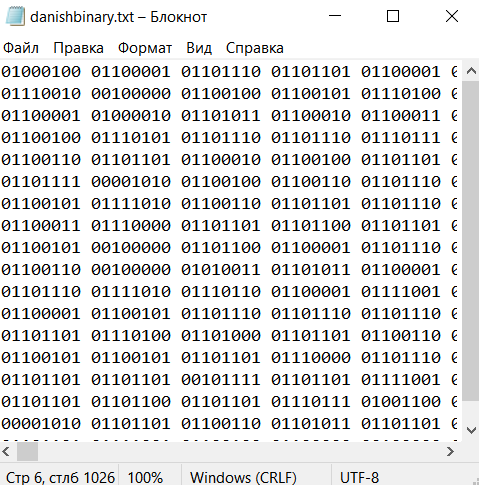 danishbinary.txt – Блокнот
Файл Правка Формат Вид Справка
01000100 01100001 01101110 01101101 01100001
01110010 00100000 01100100 01100101 01110100
01100001 01000010 01101011 01100010 01100011
01100100 01110101 01101110 01101110 01110111
01100110 01101101 01100010 01100100 01101101
01101111 00001010 01100100 01100110 01101110
01100101 01111010 01100110 01101101 01101110
01100011 01110000 01101101 01101100 01101101
01100101 00100000 01101100 01100001 01101110
01100110 00100000 01010011 01101011 01100001
01101110 01111010 01110110 01100001 01111001
01100001 01100101 01101110 01101110 01101110
01101101 01110100 01101000 01101101 01100110
01100101 01100101 01101101 01110000 01101110
01101101 01101101 00101111 01101101 01111001
01101101 01101100 01101101 01110111 01001100
00001010 01101101 01100110 01101011 01101101
Стр 6, стлб 1026 100% Windows (CRLF) UTF-8